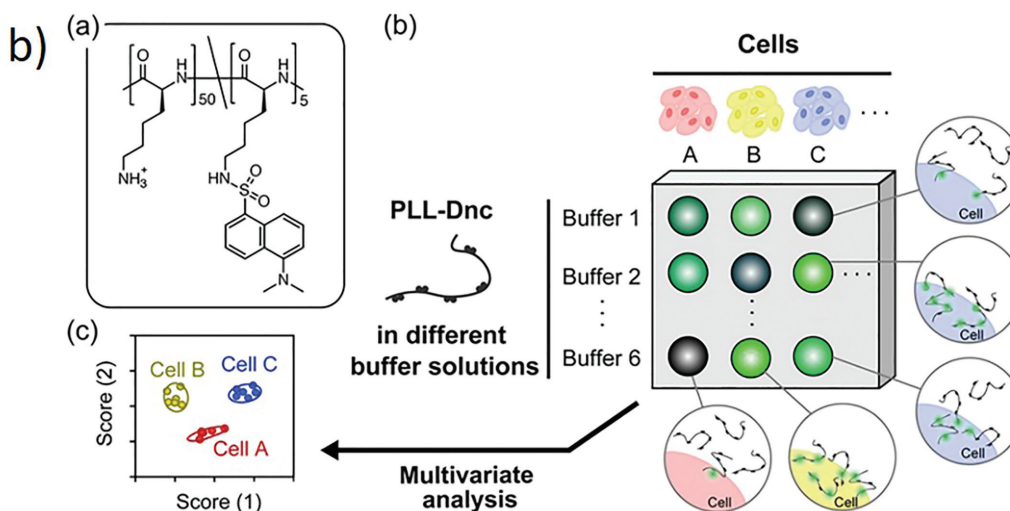 b)
(a)
O
H
N
50
O
H
N
5
NH3+
HN
S
O
O
N
(b)
Cells
A B C
PLL-Dnc
in different
buffer solutions
Buffer 1
Buffer 2
Buffer 6
Cell
Cell
Cell
Cell
Cell
(c)
Score (2)
Cell B
Cell C
Cell A
Score (1)
Multivariate
analysis